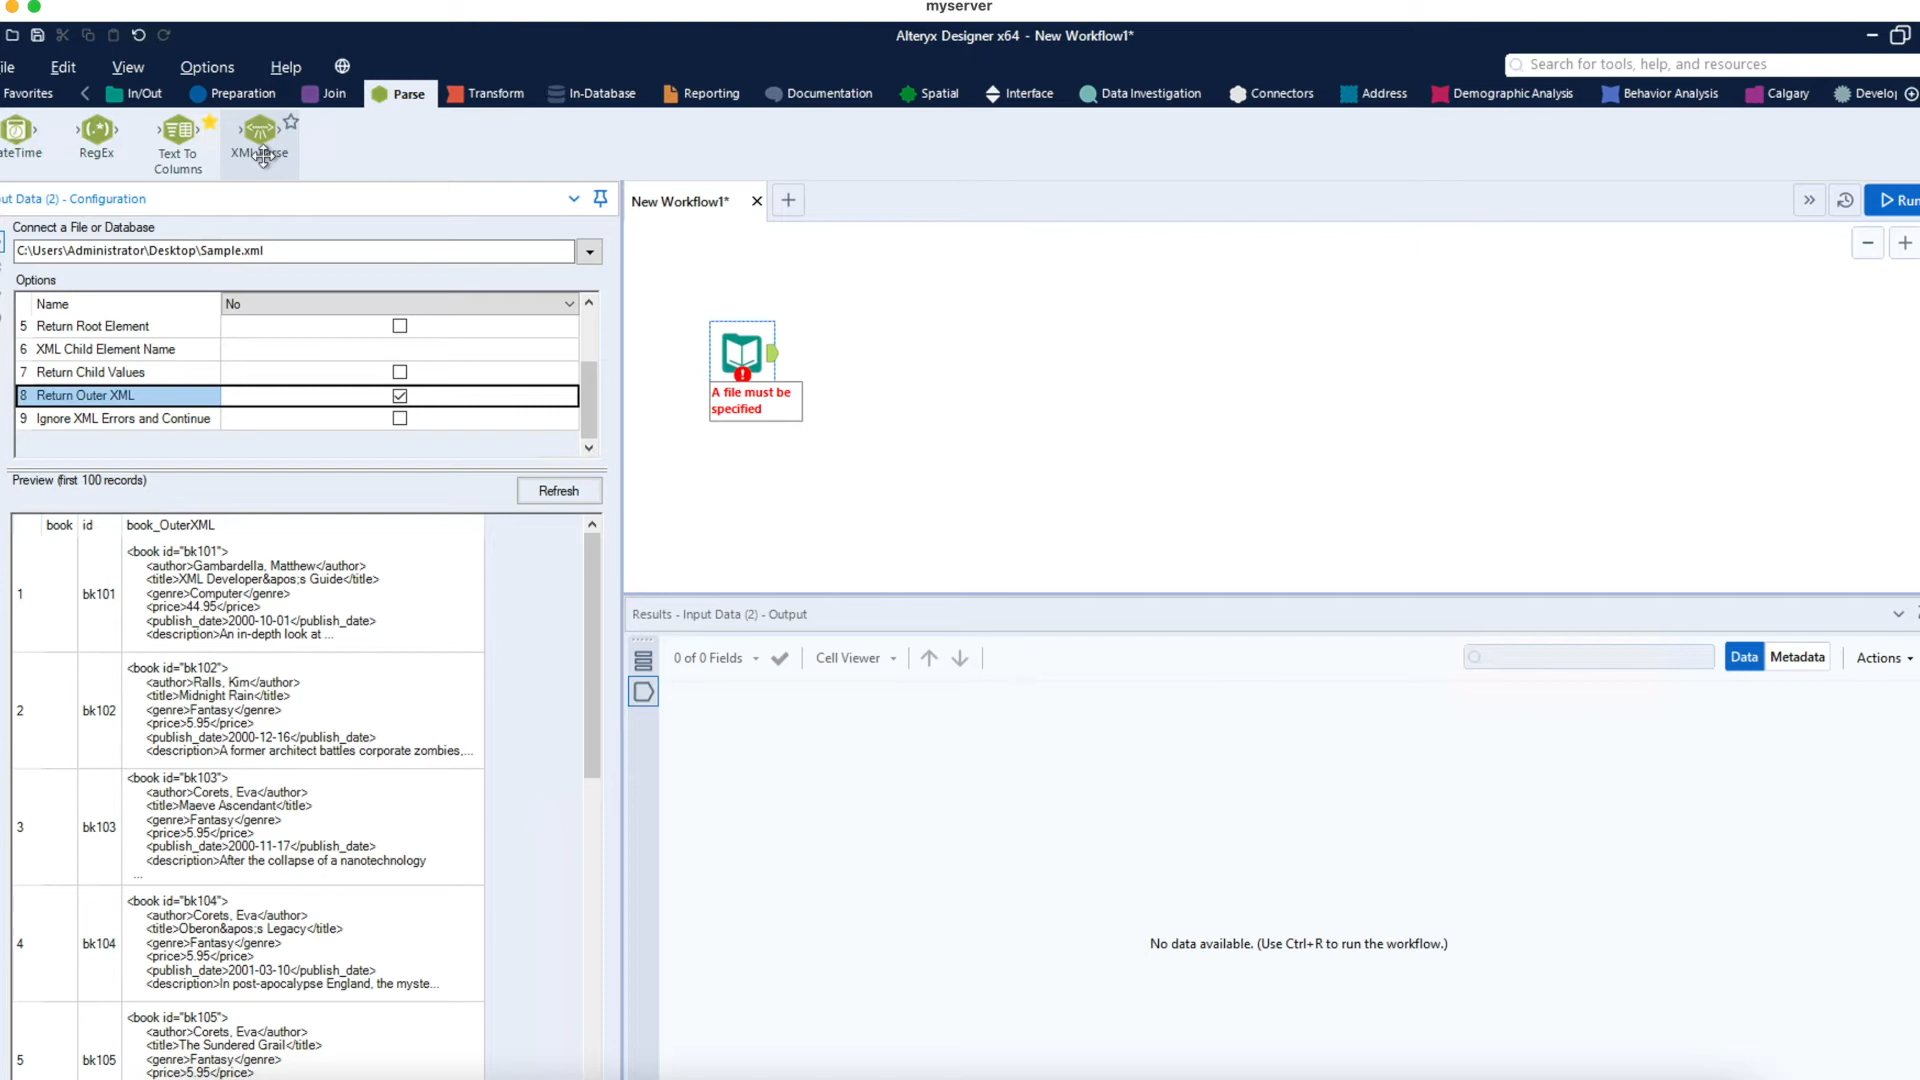 myserver
Alteryx Designer x64 - New Workflow1*
ile Edit View Options Help
Search for tools, help, and resources
Favorites In/Out Preparation Join Parse Transform In-Database Reporting Documentation Spatial Interface Data Investigation Connectors Address Demographic Analysis Behavior Analysis Calgary Develop
ateTime RegEx Text To Columns
ut Data (2) - Configuration
New Workflow1*
Run
Connect a File or Database
C:\Users\Administrator\Desktop\Sample.xml
Options
Name No
5 Return Root Element
6 XML Child Element Name
7 Return Child Values
8 Return Outer XML
9 Ignore XML Errors and Continue
A file must be
specified
Preview (first 100 records)
Refresh
book id book_OuterXML
1 bk101
<book id="bk101">
<author>Gambardella, Matthew</author>
<title>XML Developer&apos;s Guide</title>
<genre>Computer</genre>
<price>44.95</price>
<publish_date>2000-10-01</publish_date>
<description>An in-depth look at ...
2 bk102
<book id="bk102">
<author>Ralls, Kim</author>
<title>Midnight Rain</title>
<genre>Fantasy</genre>
<price>5.95</price>
<publish_date>2000-12-16</publish_date>
<description>A former architect battles corporate zombies,...
3 bk103
<book id="bk103">
<author>Corets, Eva</author>
<title>Maeve Ascendant</title>
<genre>Fantasy</genre>
<price>5.95</price>
<publish_date>2000-11-17</publish_date>
<description>After the collapse of a nanotechnology
...
4 bk104
<book id="bk104">
<author>Corets, Eva</author>
<title>Oberon&apos;s Legacy</title>
<genre>Fantasy</genre>
<price>5.95</price>
<publish_date>2001-03-10</publish_date>
<description>In post-apocalypse England, the myste...
5 bk105
<book id="bk105">
<author>Corets, Eva</author>
<title>The Sundered Grail</title>
<genre>Fantasy</genre>
<price>5.95</price>
Results - Input Data (2) - Output
0 of 0 Fields Cell Viewer Data Metadata Actions
No data available. (Use Ctrl+R to run the workflow.)